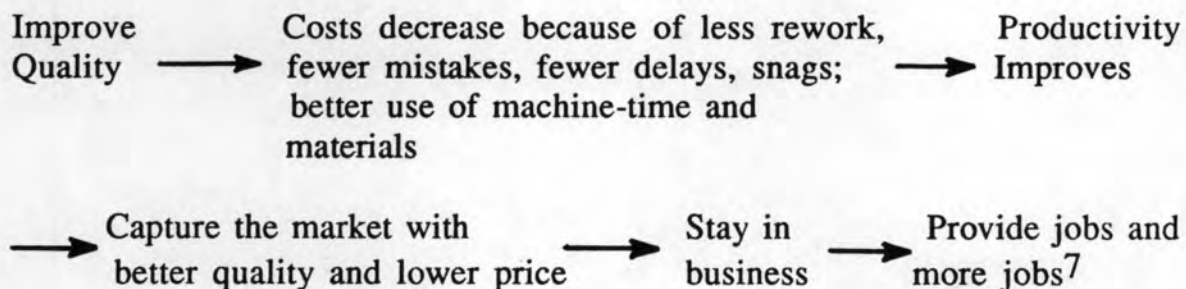 Improve Costs decrease because of less rework, Productivity
Quality fewer mistakes, fewer delays, snags; Improves
better use of machine-time and
materials
Capture the market with Stay in Provide jobs and
better quality and lower price business more jobs7